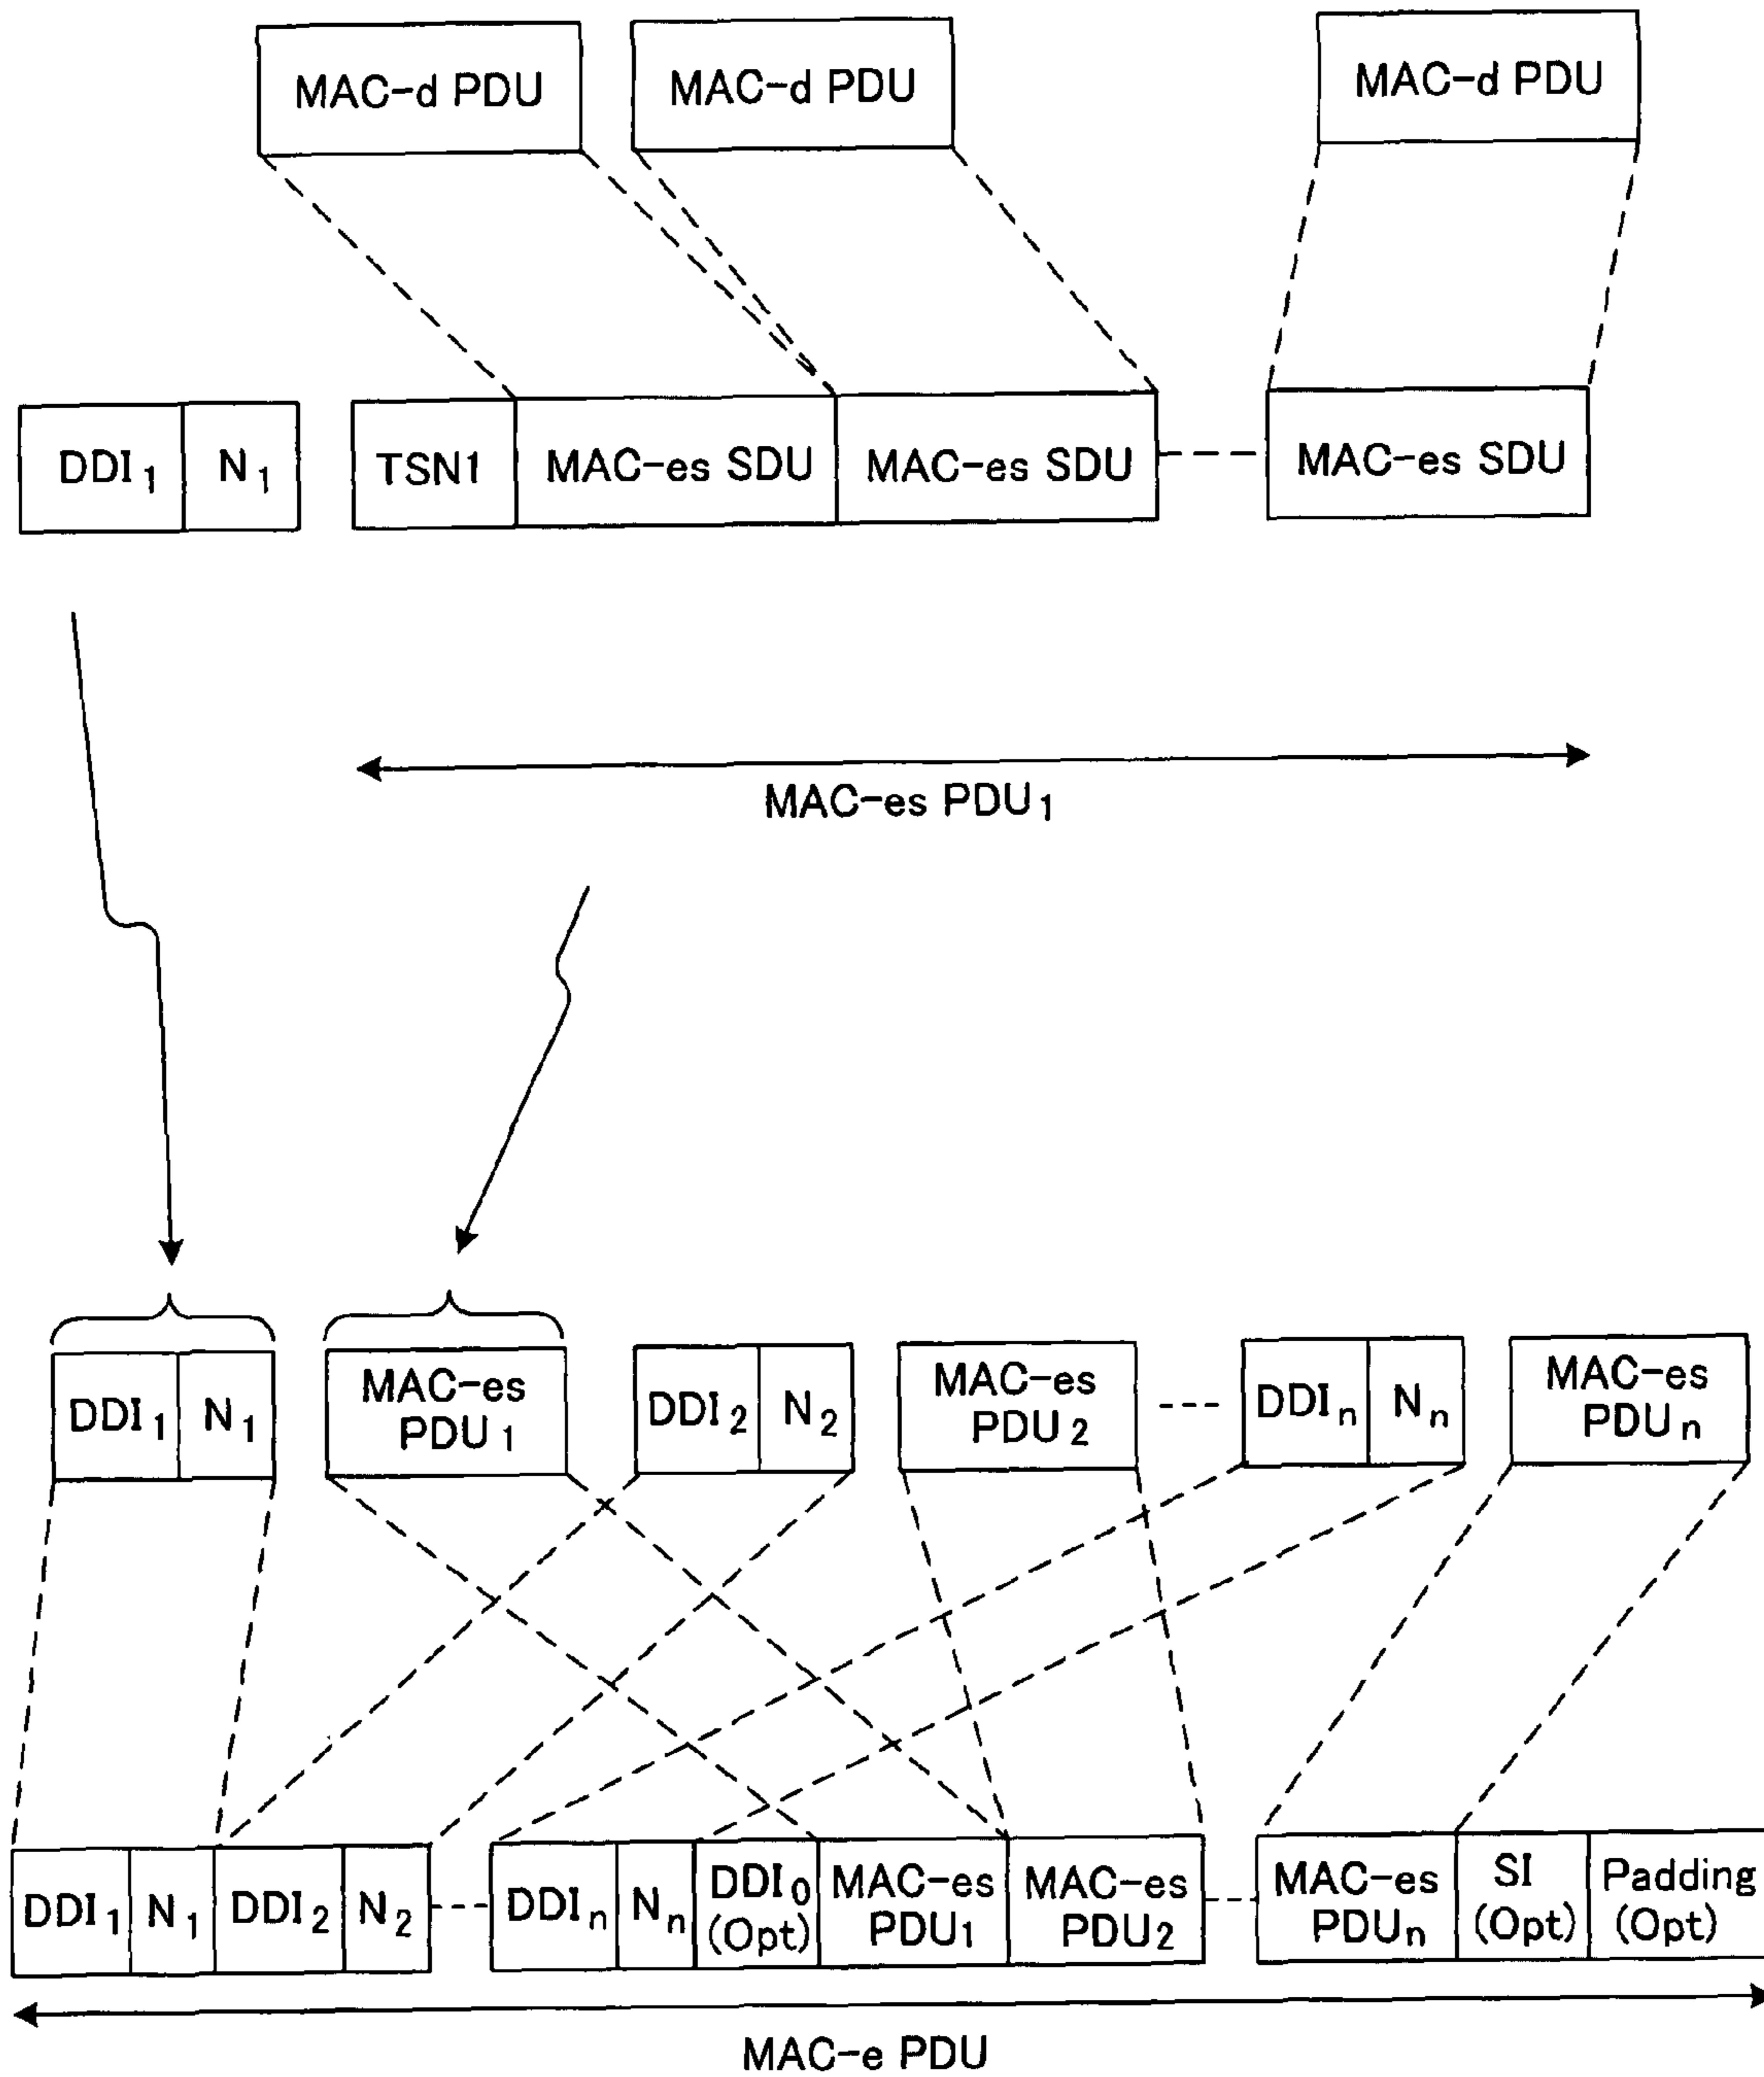 MAC-d PDU MAC-d PDU MAC-d PDU
DDI₁ N₁ TSN1 MAC-es SDU MAC-es SDU MAC-es SDU
MAC-es PDU₁
DDI₁ N₁ MAC-es PDU₁ DDI₂ N₂ MAC-es PDU₂ DDIₙ Nₙ MAC-es PDUₙ
DDI₁ N₁ DDI₂ N₂ DDIₙ Nₙ DDI₀ (Opt) MAC-es PDU₁ MAC-es PDU₂ MAC-es PDUₙ SI (Opt) Padding (Opt)
MAC-e PDU